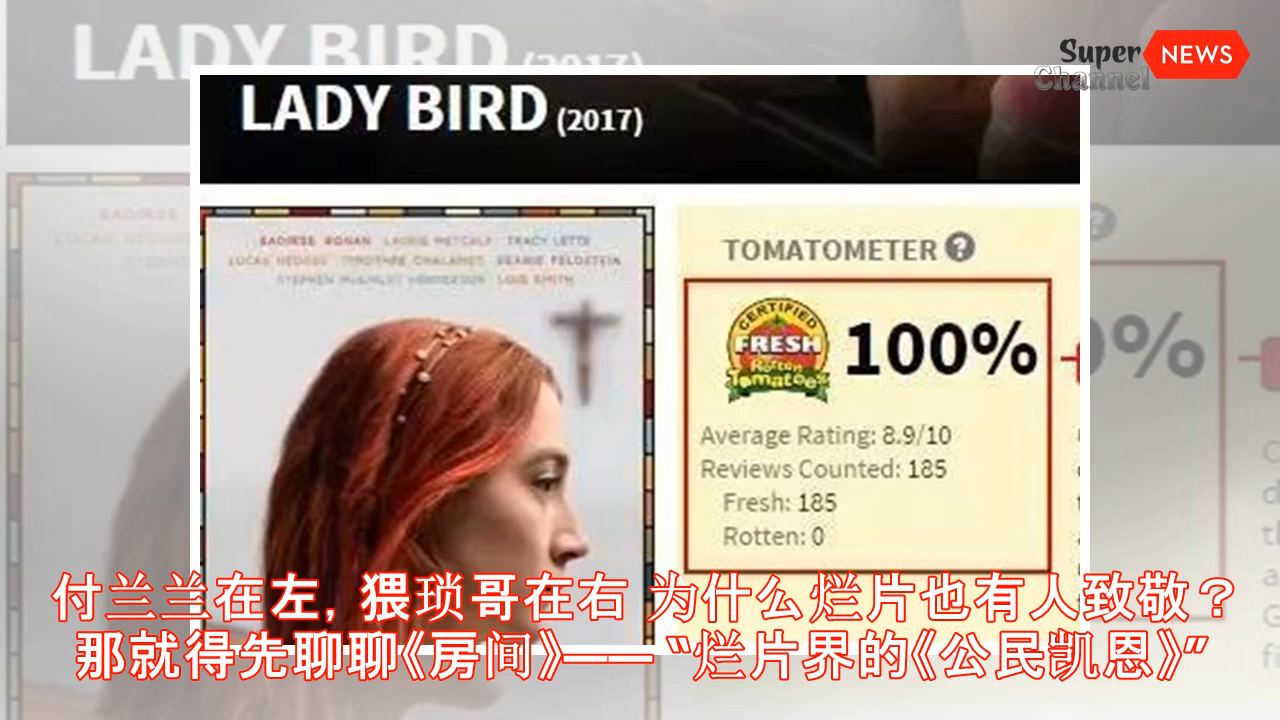 LADY BIRD (2017)
Super NEWS
Channel
LADY BIRD (2017)
SAOIRSE RONAN LAURIE METCALF TRACY LETTS
LUCAS HEDGES TIMOTHÉE CHALAMET BEANIE FELDSTEIN
STEPHEN McKINLEY HENDERSON LOIS SMITH
TOMATOMETER ?
CERTIFIED
FRESH
Rotten
Tomatoes
100%
Average Rating: 8.9/10
Reviews Counted: 185
Fresh: 185
Rotten: 0
付兰兰在左，猥琐哥在右 为什么烂片也有人致敬？
那就得先聊聊《房间》——“烂片界的《公民凯恩》”